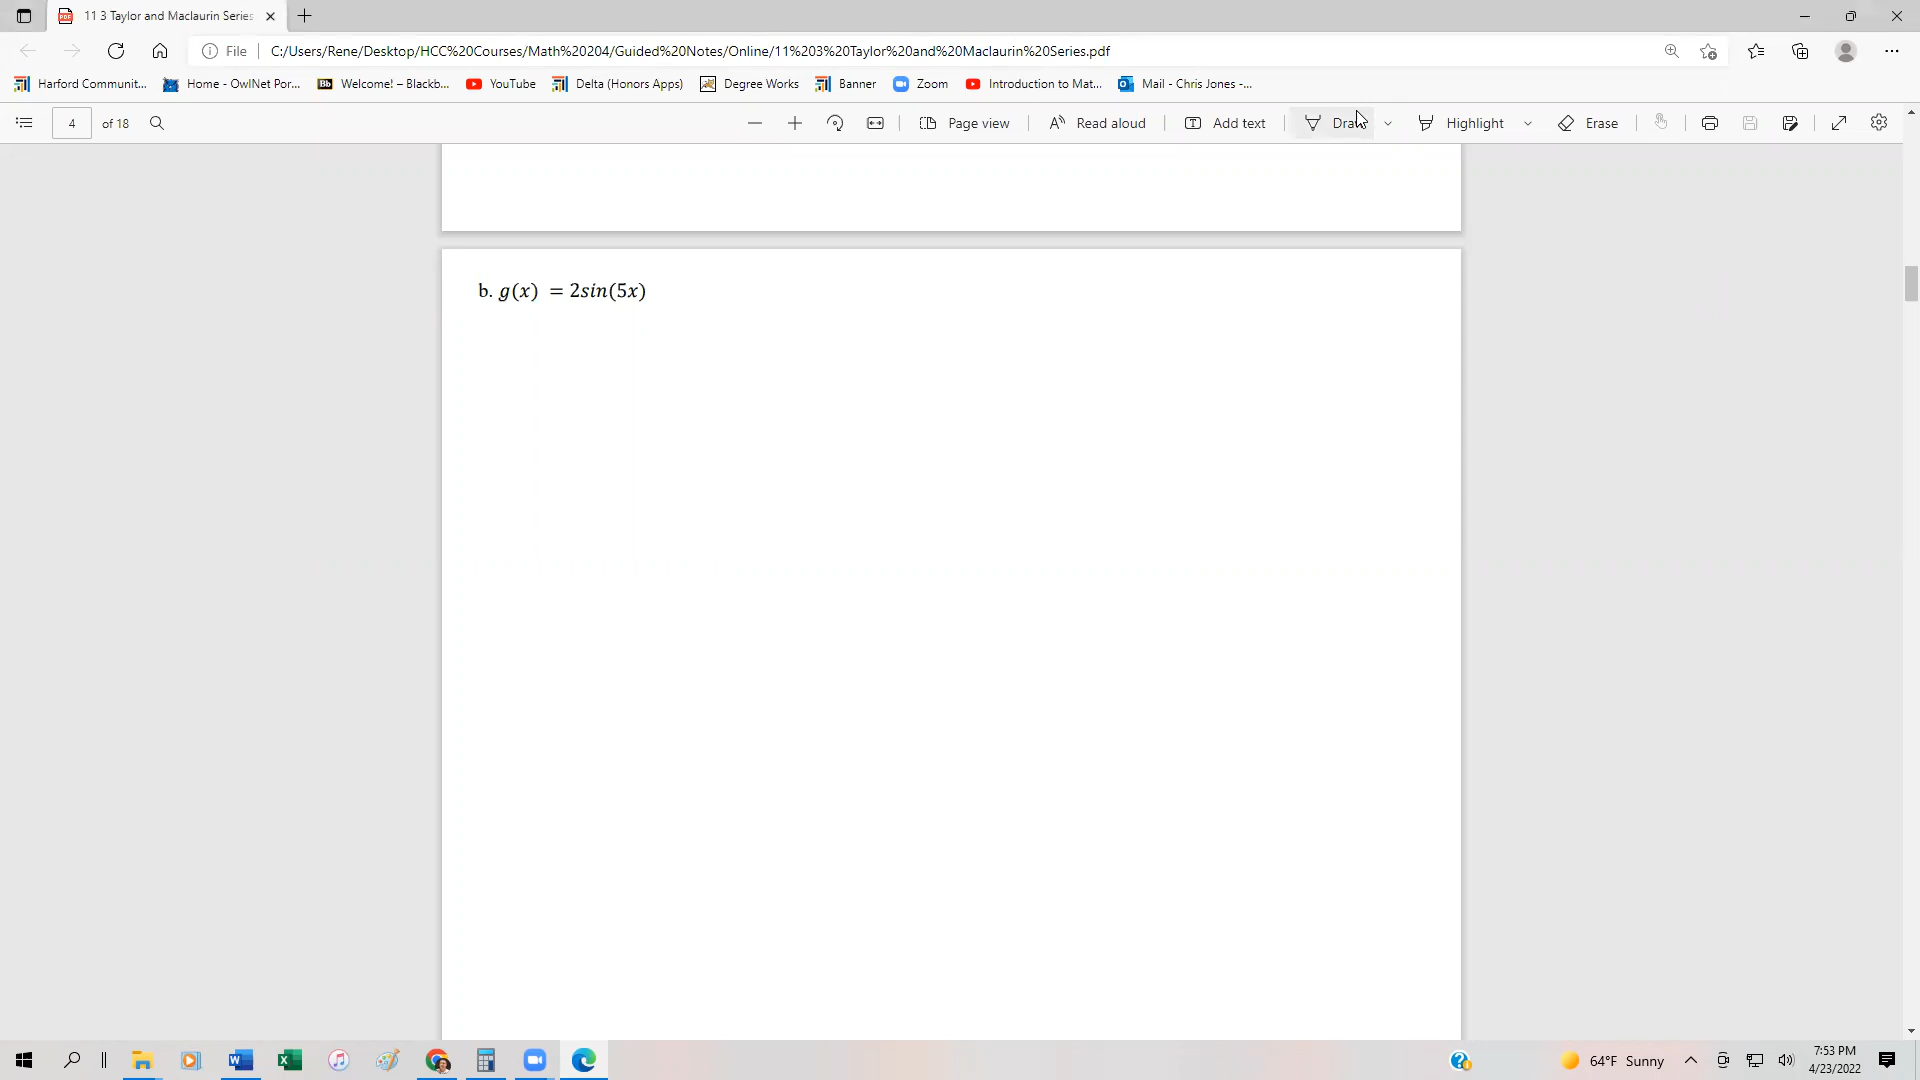 11 3 Taylor and Maclaurin Series
File C:/Users/Rene/Desktop/HCC%20Courses/Math%20204/Guided%20Notes/Online/11%203%20Taylor%20and%20Maclaurin%20Series.pdf
Harford Communit... Home - OwlNet Por... Bb Welcome! – Blackb... YouTube Delta (Honors Apps) Degree Works Banner Zoom Introduction to Mat... Mail - Chris Jones -...
4 of 18 Page view Read aloud Add text Draw Highlight Erase
b. g(x) = 2sin(5x)
64°F Sunny 7:53 PM
4/23/2022